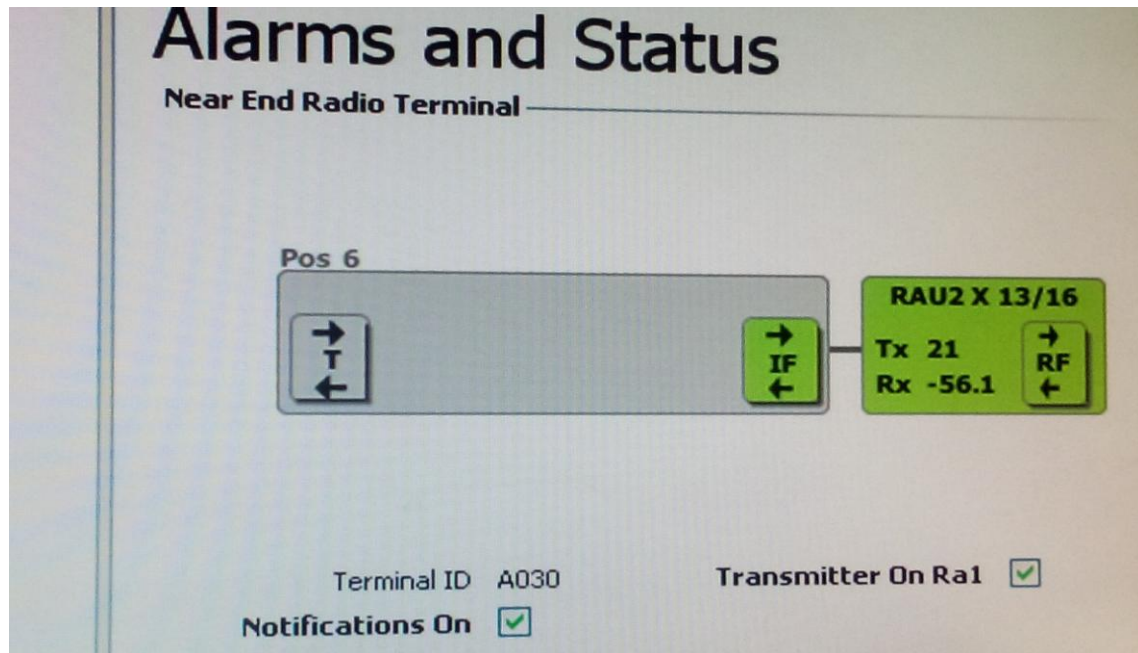 Alarms and Status
Near End Radio Terminal
Pos 6
T
IF
RAU2 X 13/16
Tx 21
Rx -56.1
RF
Terminal ID A030
Transmitter On Ra1
Notifications On